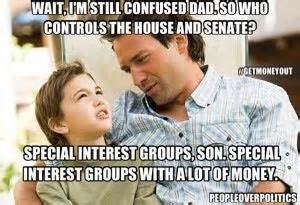 WAIT, I'M STILL CONFUSED DAD. SO WHO
CONTROLS THE HOUSE AND SENATE?
#GETMONEYOUT
SPECIAL INTEREST GROUPS, SON. SPECIAL
INTEREST GROUPS WITH A LOT OF MONEY.
PEOPLEOVERPOLITICS